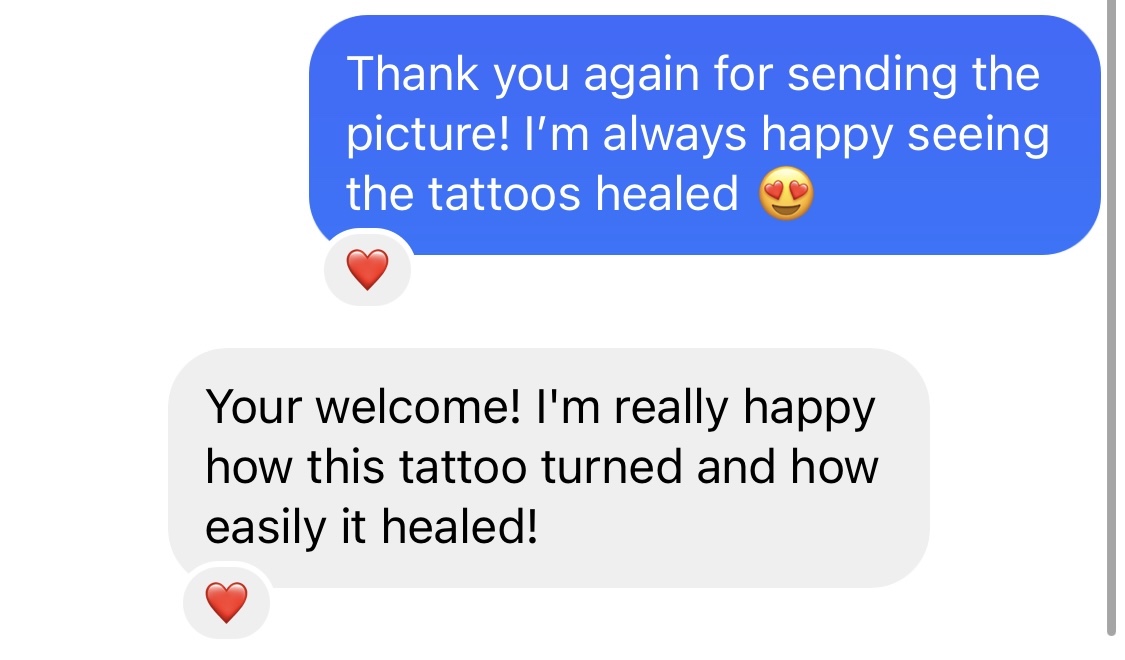 Thank you again for sending the
picture! I’m always happy seeing
the tattoos healed 😍
❤️
Your welcome! I'm really happy
how this tattoo turned and how
easily it healed!
❤️